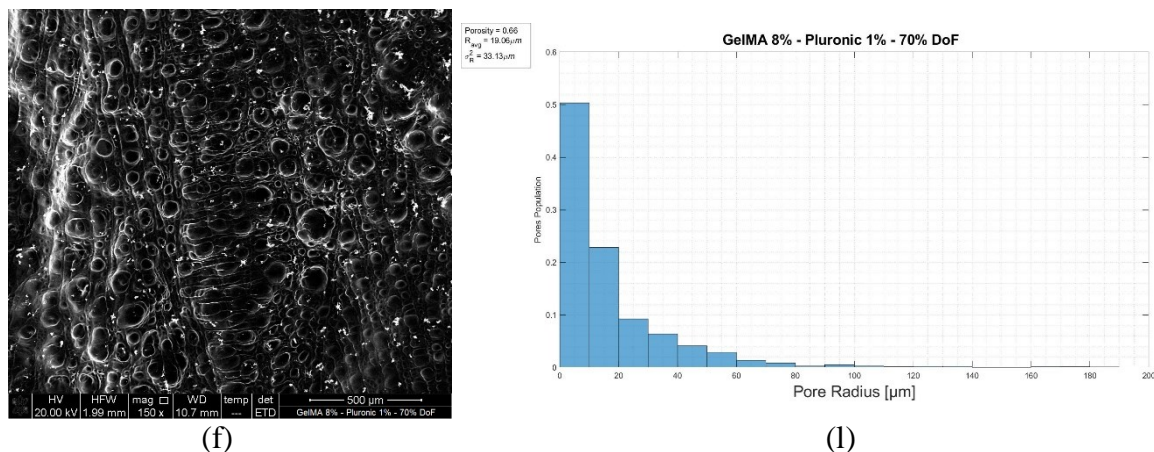 Porosity = 0.66
R_avg = 19.06μm
σ²_R = 33.13μm
GelMA 8% - Pluronic 1% - 70% DoF
0.6
0.5
0.4
0.3
0.2
0.1
0
Pores Population
0 20 40 60 80 100 120 140 160 180 200
Pore Radius [μm]
HV HFW mag WD temp det
20.00 kV 1.99 mm 150 x 10.7 mm --- ETD
500 µm
GelMA 8% - Pluronic 1% - 70% DoF
(f)
(l)